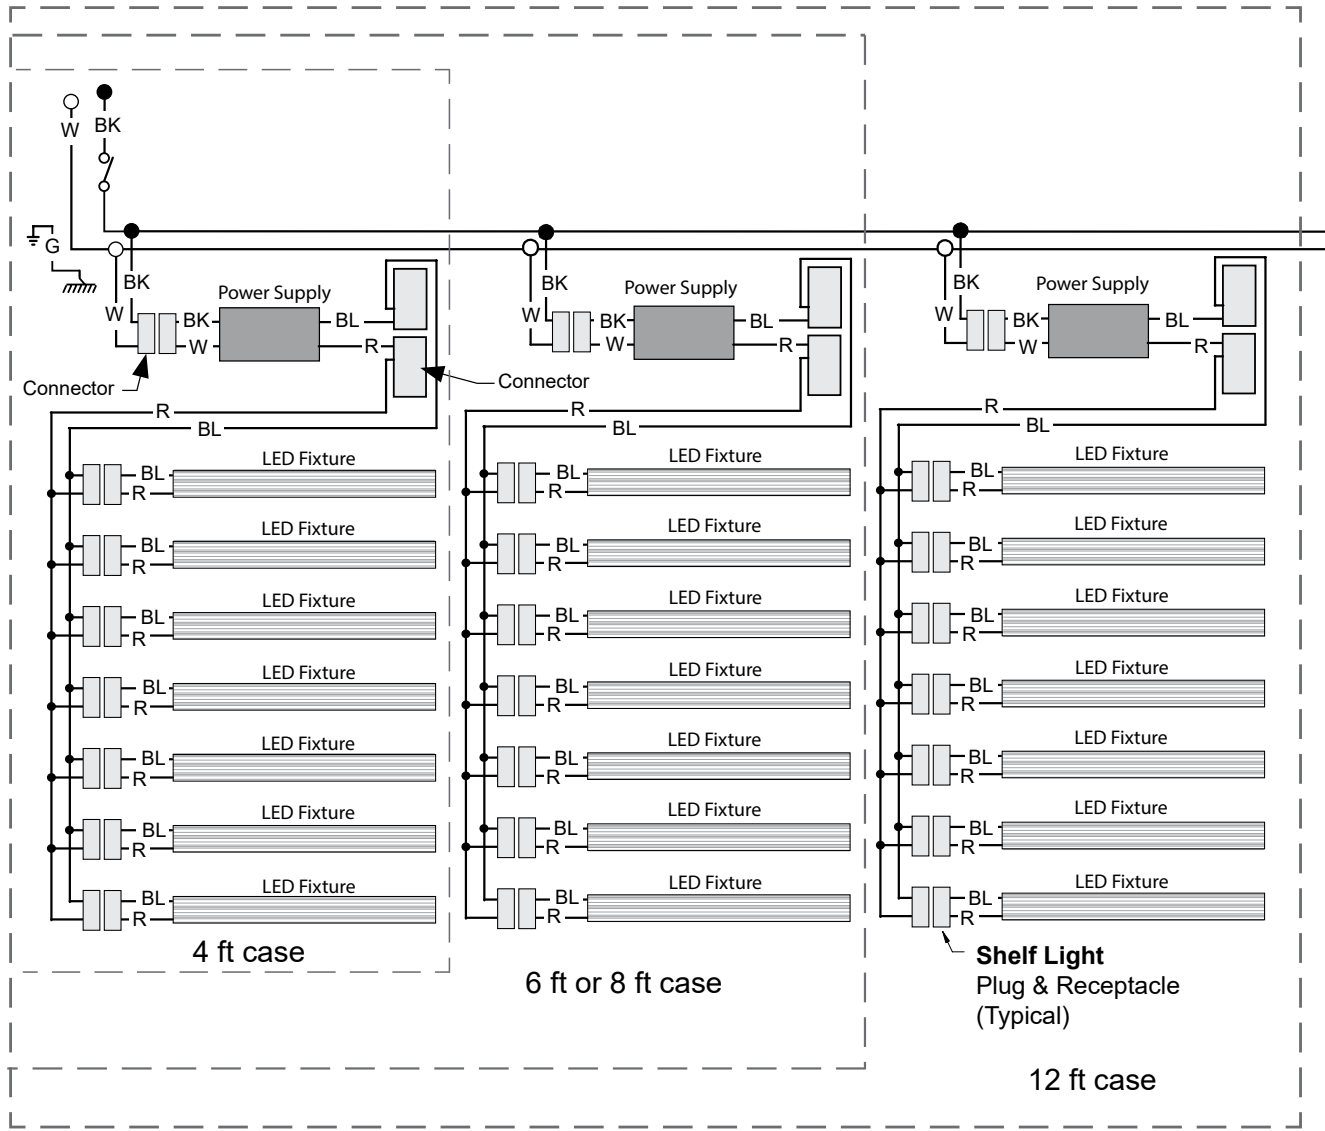 W
BK
G
BK
W
Power Supply
BK
BL
W
R
Connector
Connector
R
BL
LED Fixture
BL
R
LED Fixture
BL
R
LED Fixture
BL
R
LED Fixture
BL
R
LED Fixture
BL
R
LED Fixture
BL
R
LED Fixture
BL
R
4 ft case
BK
W
Power Supply
BK
BL
W
R
R
BL
LED Fixture
BL
R
LED Fixture
BL
R
LED Fixture
BL
R
LED Fixture
BL
R
LED Fixture
BL
R
LED Fixture
BL
R
LED Fixture
BL
R
6 ft or 8 ft case
BK
W
Power Supply
BK
BL
W
R
R
BL
LED Fixture
BL
R
LED Fixture
BL
R
LED Fixture
BL
R
LED Fixture
BL
R
LED Fixture
BL
R
LED Fixture
BL
R
LED Fixture
BL
R
Shelf Light
Plug & Receptacle
(Typical)
12 ft case